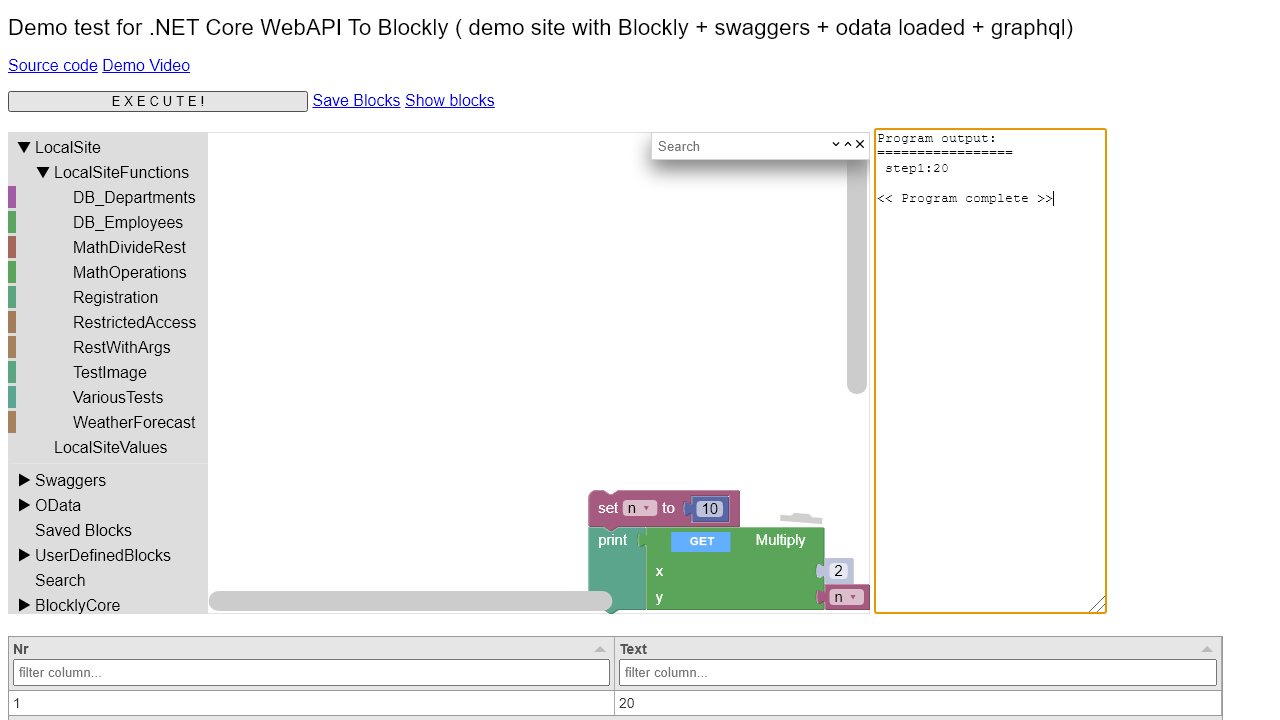 Demo test for .NET Core WebAPI To Blockly ( demo site with Blockly + swaggers + odata loaded + graphql)
Source code Demo Video
E X E C U T E ! Save Blocks Show blocks
LocalSite
LocalSiteFunctions
DB_Departments
DB_Employees
MathDivideRest
MathOperations
Registration
RestrictedAccess
RestWithArgs
TestImage
VariousTests
WeatherForecast
LocalSiteValues
Swaggers
OData
Saved Blocks
UserDefinedBlocks
Search
BlocklyCore
Search
set n to 10
print GET Multiply
x 2
y n
Program output:
=================
step1:20
<< Program complete >>
Nr Text
filter column... filter column...
1 20